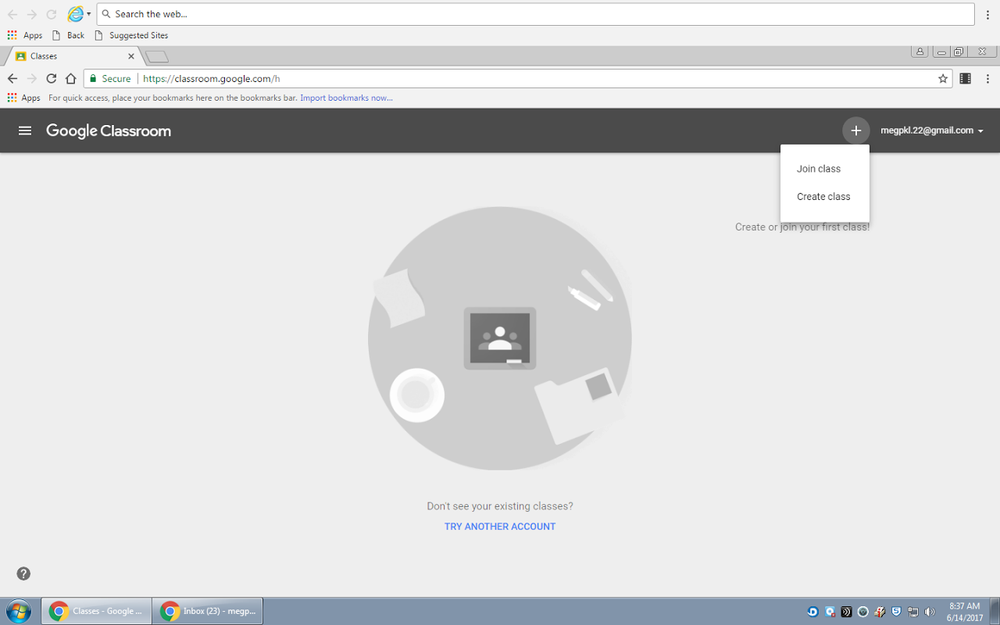 Search the web...
Apps Back Suggested Sites
Classes
Secure https://classroom.google.com/h
Apps For quick access, place your bookmarks here on the bookmarks bar. Import bookmarks now...
Google Classroom
megpkl.22@gmail.com
Join class
Create class
Create or join your first class!
Don't see your existing classes?
TRY ANOTHER ACCOUNT
Classes - Google ...
Inbox (23) - megp...
8:37 AM
6/14/2017